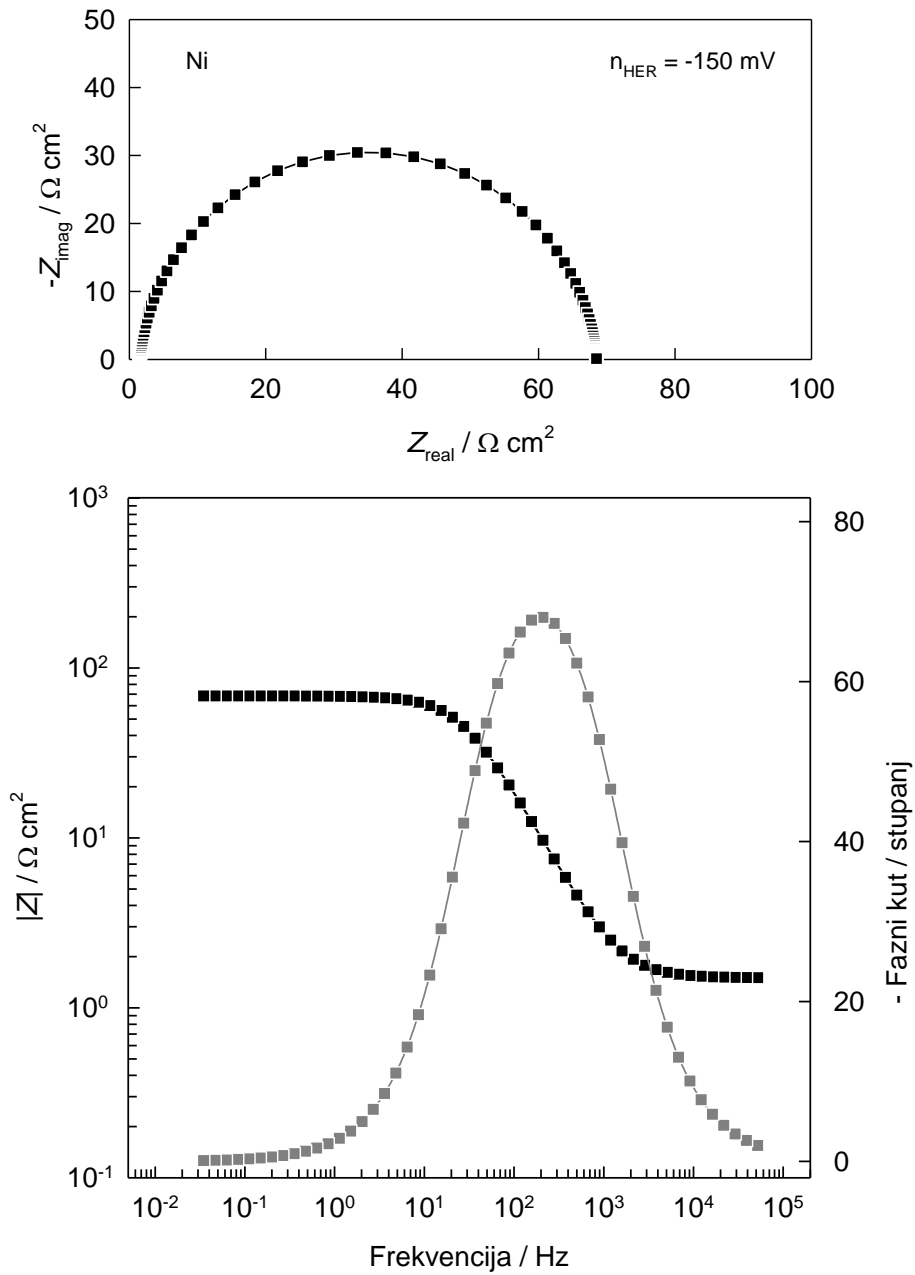 50
Ni
n_HER = -150 mV
40
30
20
10
0
-Z_imag / Ω cm²
0 20 40 60 80 100
Z_real / Ω cm²
10³
10²
10¹
10⁰
10⁻¹
|Z| / Ω cm²
80
60
40
20
0
- Fazni kut / stupanj
10⁻² 10⁻¹ 10⁰ 10¹ 10² 10³ 10⁴ 10⁵
Frekvencija / Hz